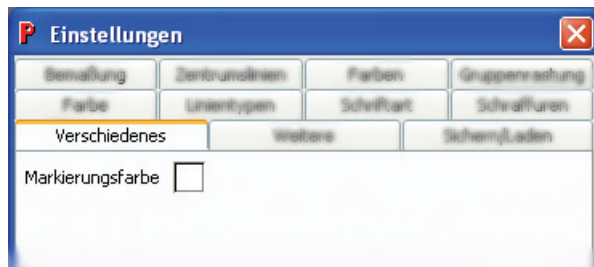 P Einstellungen
Bemaßung Zentrumslinien Farben Gruppenrastung
Farbe Linientypen Schriftart Schraffuren
Verschiedenes Weitere Sichern/Laden
Markierungsfarbe